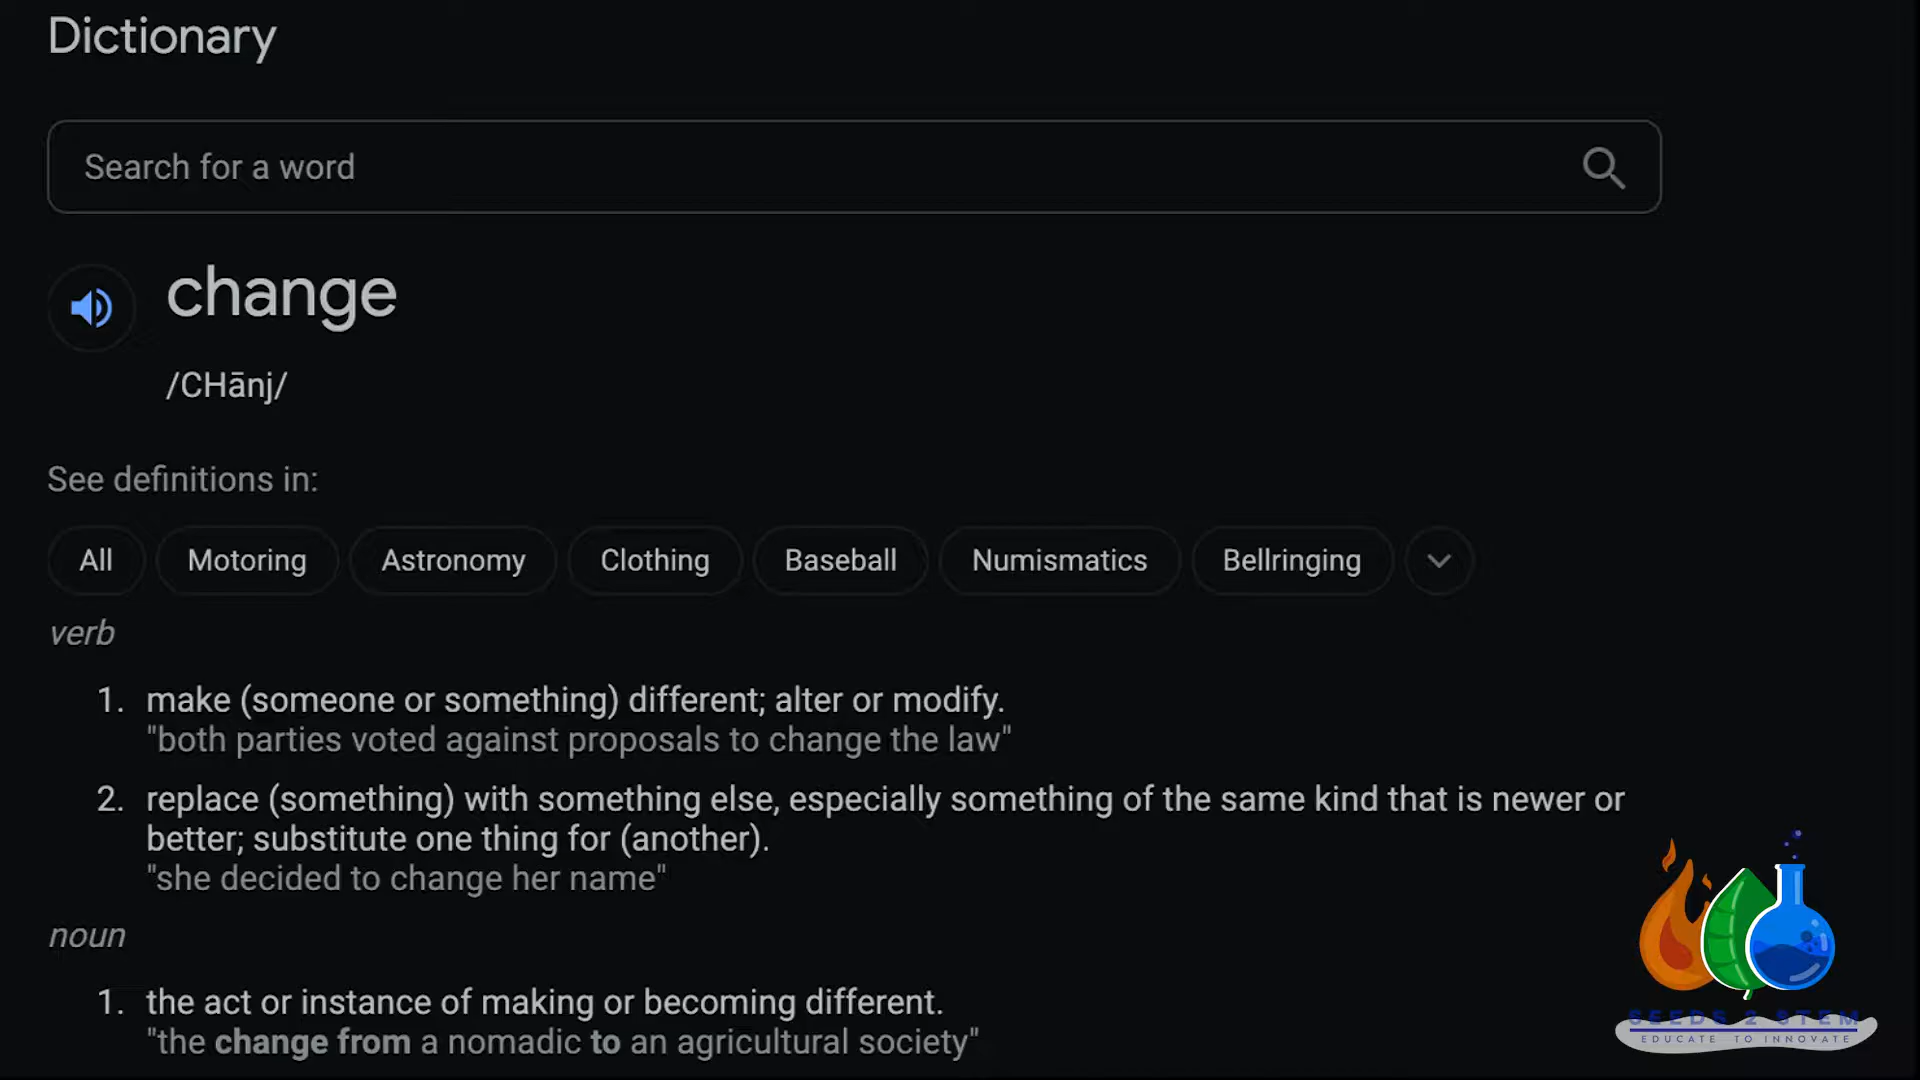 Dictionary
Search for a word
change
/CHānj/
See definitions in:
All Motoring Astronomy Clothing Baseball Numismatics Bellringing
verb
1. make (someone or something) different; alter or modify.
"both parties voted against proposals to change the law"
2. replace (something) with something else, especially something of the same kind that is newer or
better; substitute one thing for (another).
"she decided to change her name"
noun
1. the act or instance of making or becoming different.
"the change from a nomadic to an agricultural society"
SEEDS 2 STEM
EDUCATE TO INNOVATE